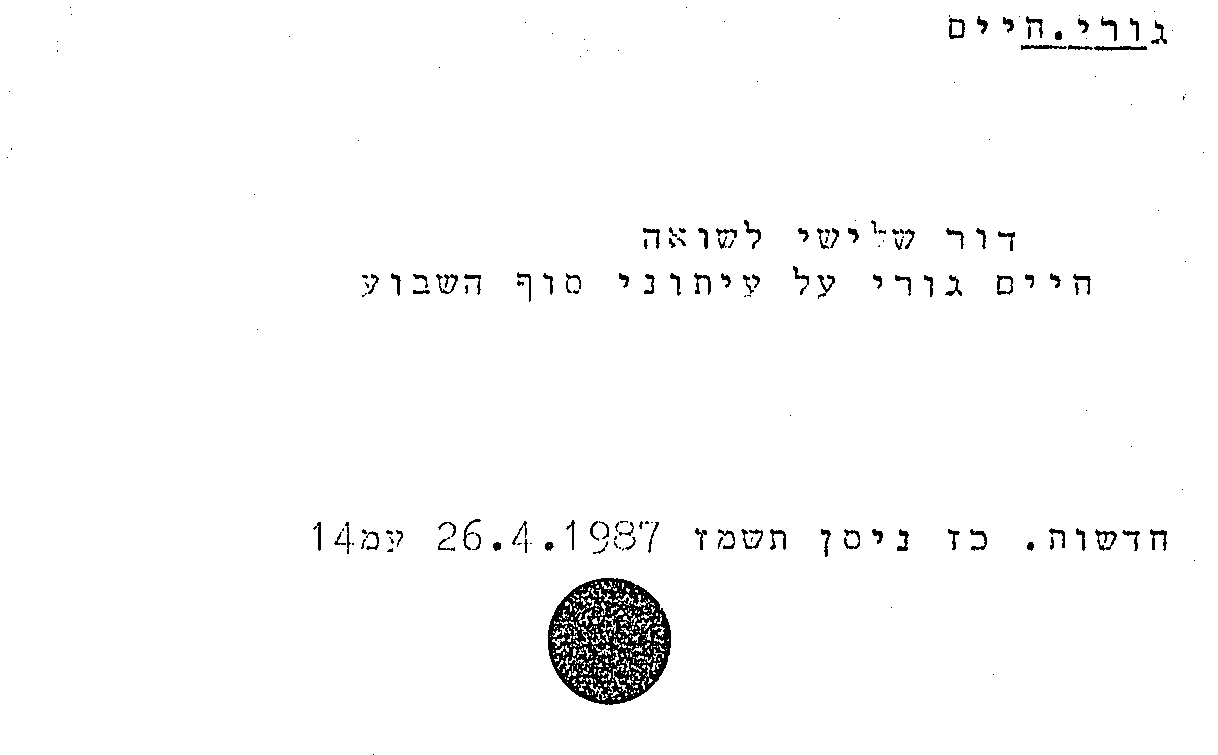 גורי.חיים
דור שלישי לשואה
חיים גורי על עיתוני סוף השבוע
חדשות. כז ניסן תשמז 26.4.1987 עמ14